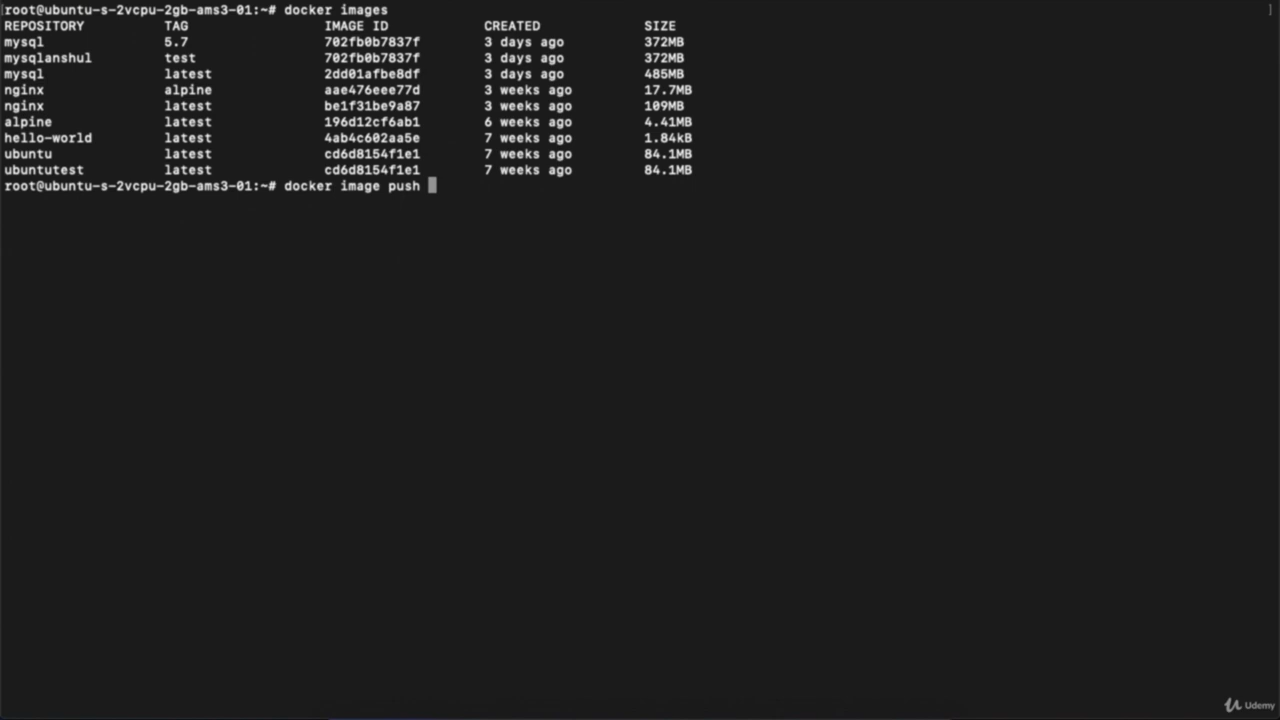 [root@ubuntu-s-2vcpu-2gb-ams3-01:~# docker images ]
REPOSITORY TAG IMAGE ID CREATED SIZE
mysql 5.7 702fb0b7837f 3 days ago 372MB
mysqlanshul test 702fb0b7837f 3 days ago 372MB
mysql latest 2dd01afbe8df 3 days ago 485MB
nginx alpine aae476eee77d 3 weeks ago 17.7MB
nginx latest be1f31be9a87 3 weeks ago 109MB
alpine latest 196d12cf6ab1 6 weeks ago 4.41MB
hello-world latest 4ab4c602aa5e 7 weeks ago 1.84kB
ubuntu latest cd6d8154f1e1 7 weeks ago 84.1MB
ubuntutest latest cd6d8154f1e1 7 weeks ago 84.1MB
root@ubuntu-s-2vcpu-2gb-ams3-01:~# docker image push
Udemy